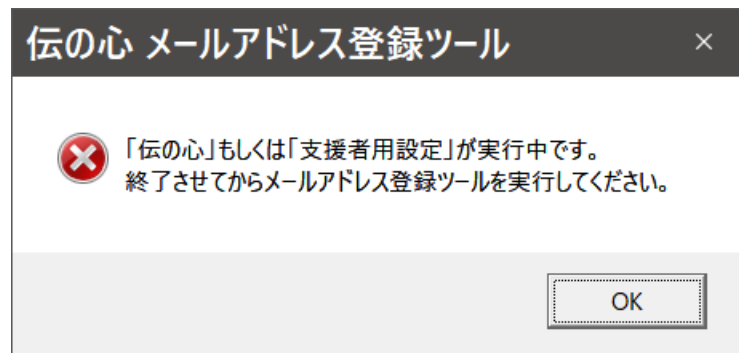 伝の心 メールアドレス登録ツール
「伝の心」もしくは「支援者用設定」が実行中です。
終了させてからメールアドレス登録ツールを実行してください。
OK